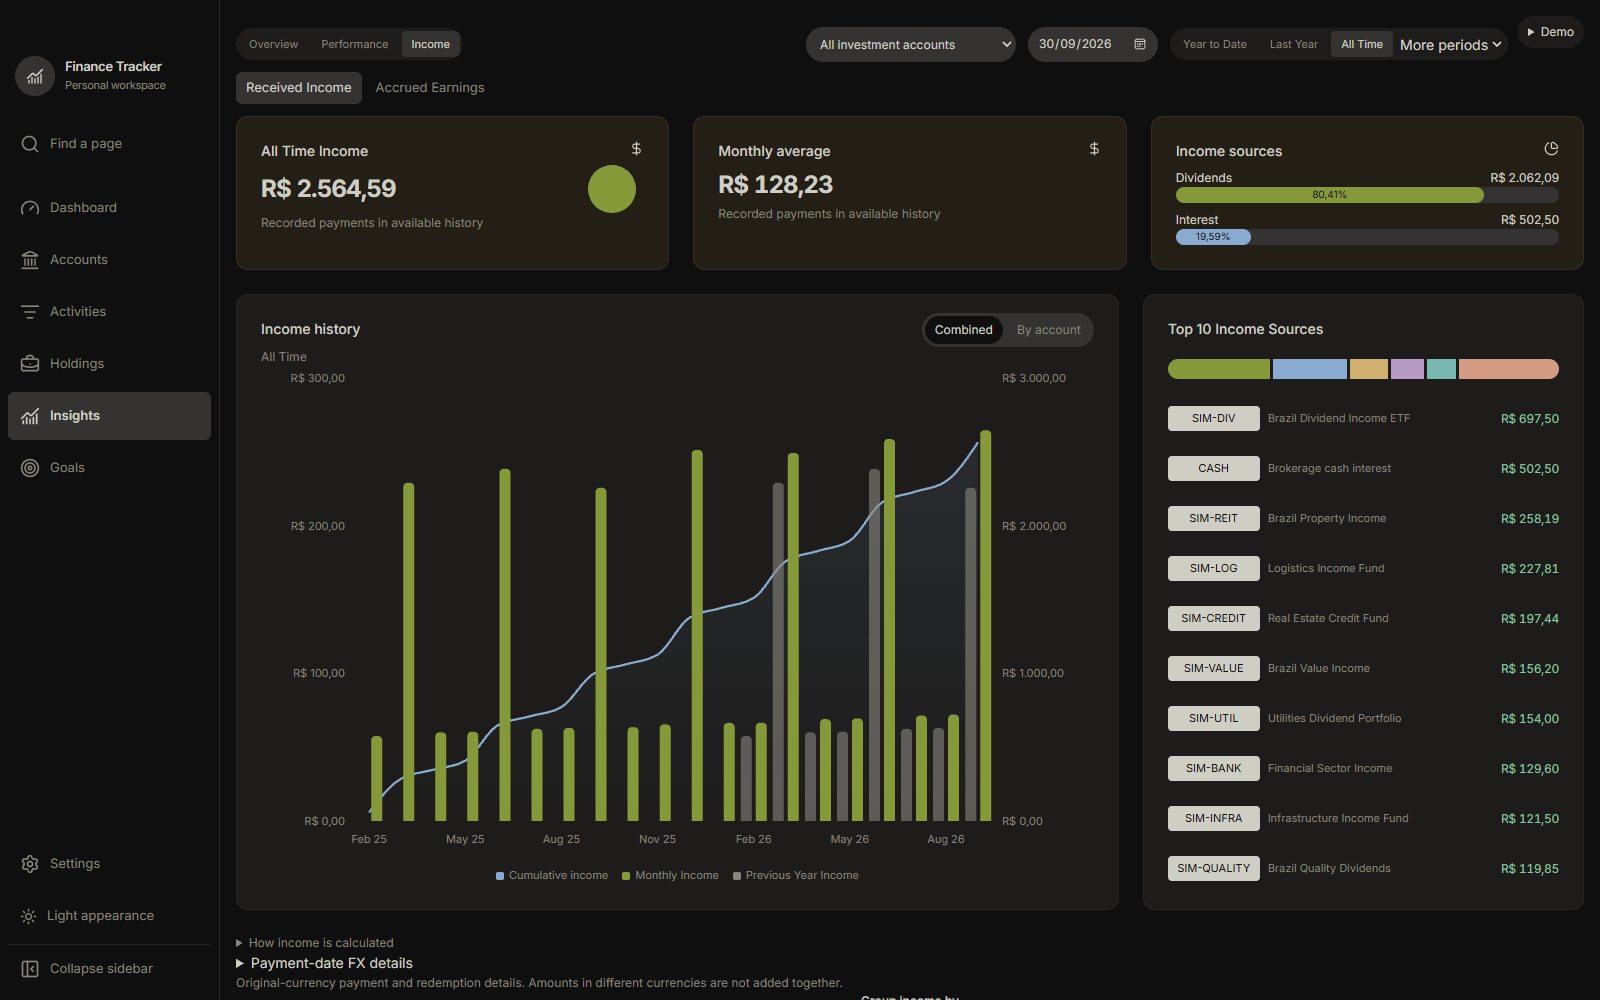 Finance Tracker
Personal workspace
Find a page
Dashboard
Accounts
Activities
Holdings
Insights
Goals
Settings
Light appearance
Collapse sidebar
Overview Performance Income
All investment accounts
30/09/2026
Year to Date Last Year All Time More periods
Demo
Received Income Accrued Earnings
All Time Income $
R$ 2.564,59
Recorded payments in available history
Monthly average $
R$ 128,23
Recorded payments in available history
Income sources
Dividends R$ 2.062,09
80,41%
Interest R$ 502,50
19,59%
Income history
Combined By account
All Time
R$ 300,00 R$ 3.000,00
R$ 200,00 R$ 2.000,00
R$ 100,00 R$ 1.000,00
R$ 0,00 R$ 0,00
Feb 25 May 25 Aug 25 Nov 25 Feb 26 May 26 Aug 26
Cumulative income Monthly Income Previous Year Income
Top 10 Income Sources
SIM-DIV Brazil Dividend Income ETF R$ 697,50
CASH Brokerage cash interest R$ 502,50
SIM-REIT Brazil Property Income R$ 258,19
SIM-LOG Logistics Income Fund R$ 227,81
SIM-CREDIT Real Estate Credit Fund R$ 197,44
SIM-VALUE Brazil Value Income R$ 156,20
SIM-UTIL Utilities Dividend Portfolio R$ 154,00
SIM-BANK Financial Sector Income R$ 129,60
SIM-INFRA Infrastructure Income Fund R$ 121,50
SIM-QUALITY Brazil Quality Dividends R$ 119,85
How income is calculated
Payment-date FX details
Original-currency payment and redemption details. Amounts in different currencies are not added together.
Group income by